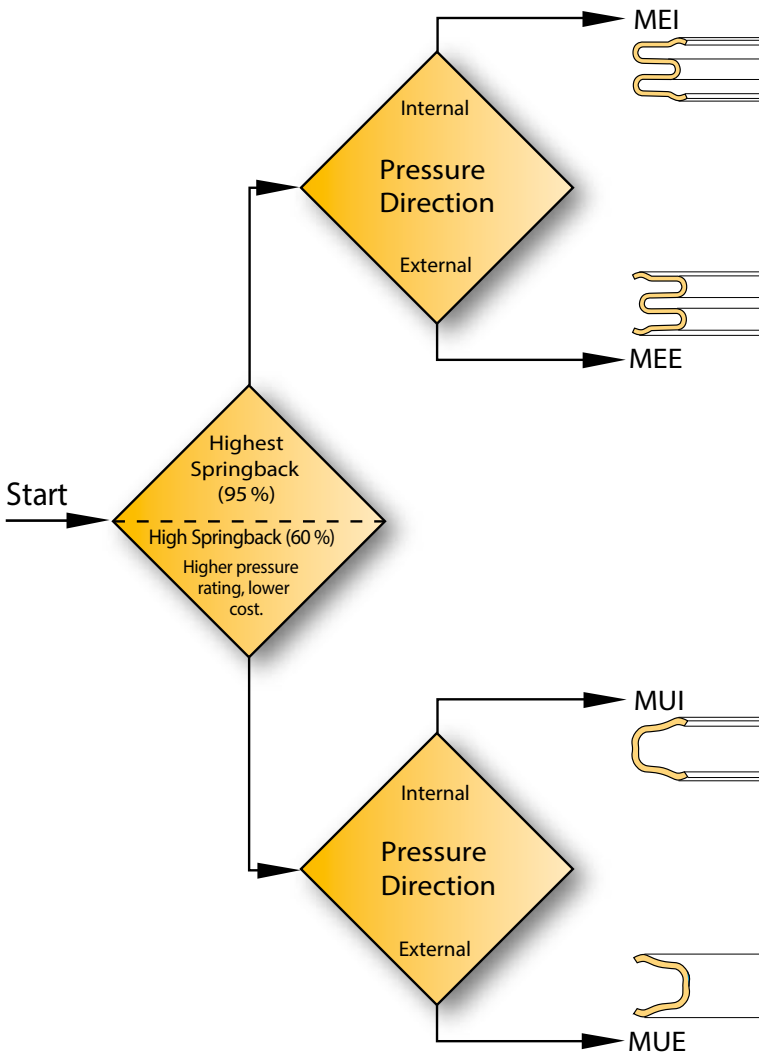 MEI
Internal
Pressure
Direction
External
MEE
Highest
Springback
(95 %)
Start
High Springback (60 %)
Higher pressure
rating, lower
cost.
MUI
Internal
Pressure
Direction
External
MUE